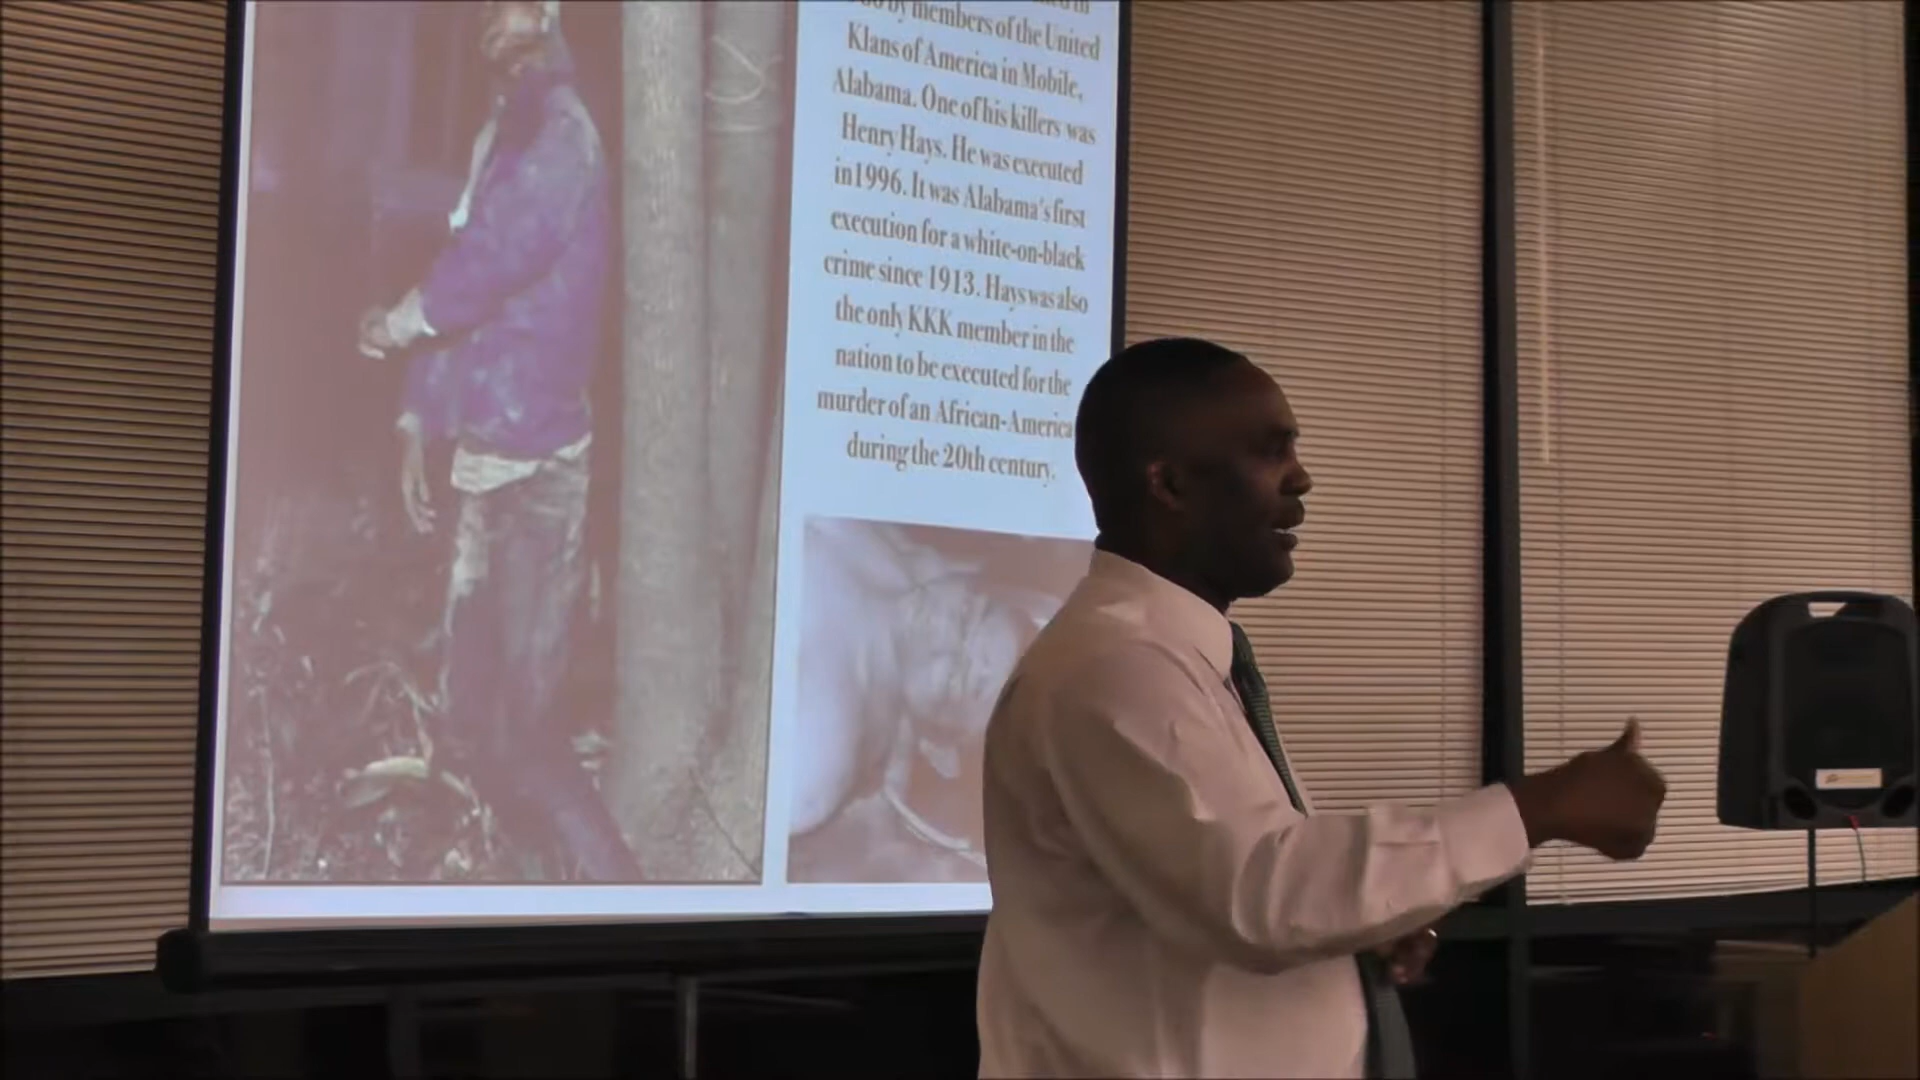 by members of the United
Klans of America in Mobile,
Alabama. One of his killers was
Henry Hays. He was executed
in1996. It was Alabama's first
execution for a white-on-black
crime since 1913. Hays was also
the only KKK member in the
nation to be executed for the
murder of an African-America
during the 20th century.